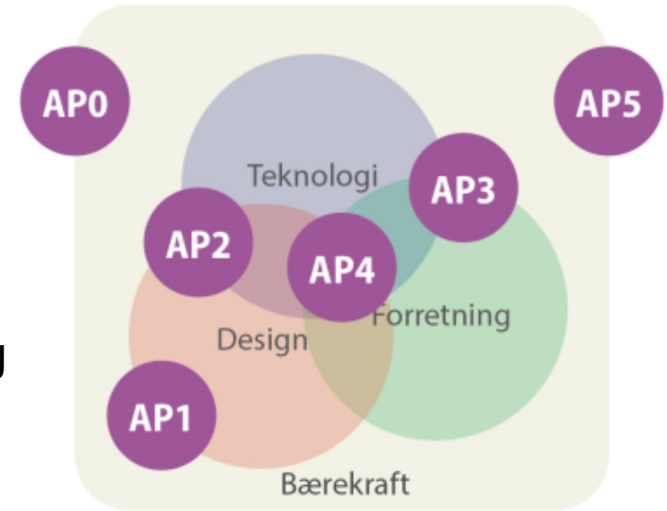 AP0
AP5
Teknologi
AP3
AP2
AP4
Forretning
Design
AP1
Bærekraft
g